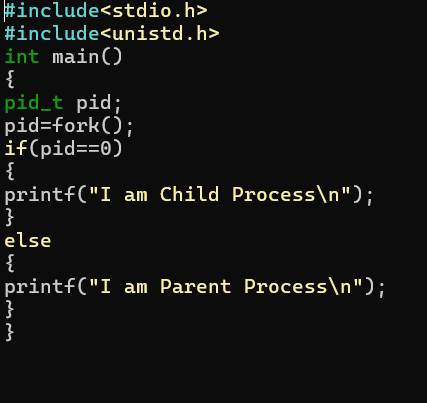 #include<stdio.h>
#include<unistd.h>
int main()
{
pid_t pid;
pid=fork();
if(pid==0)
{
printf("I am Child Process\n");
}
else
{
printf("I am Parent Process\n");
}
}